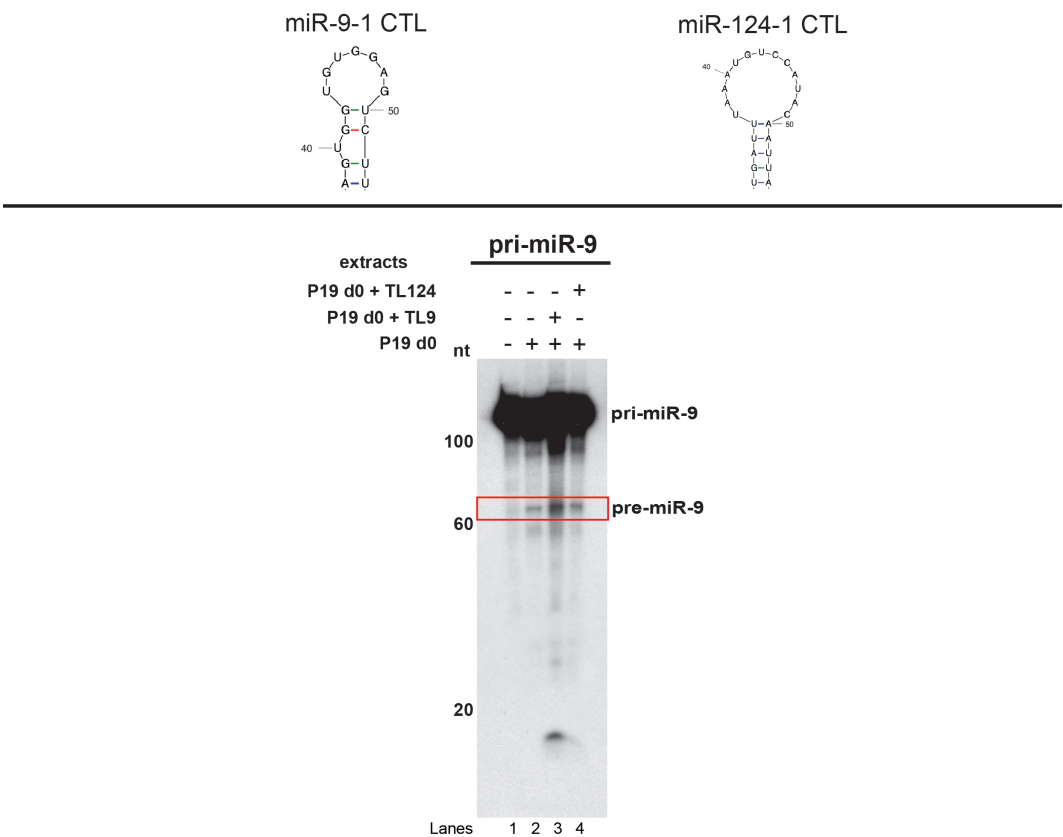 miR-9-1 CTL
miR-124-1 CTL
U G U G G A G
U
G U
G C
50
40
U
G U
A U
40
A U G U C C A U A C
A
A
U
U A
50
U A
A U
G U
U A
pri-miR-9
extracts
P19 d0 + TL124 - - - +
P19 d0 + TL9 - - + -
P19 d0 - + + +
nt
pri-miR-9
100
pre-miR-9
60
20
Lanes 1 2 3 4